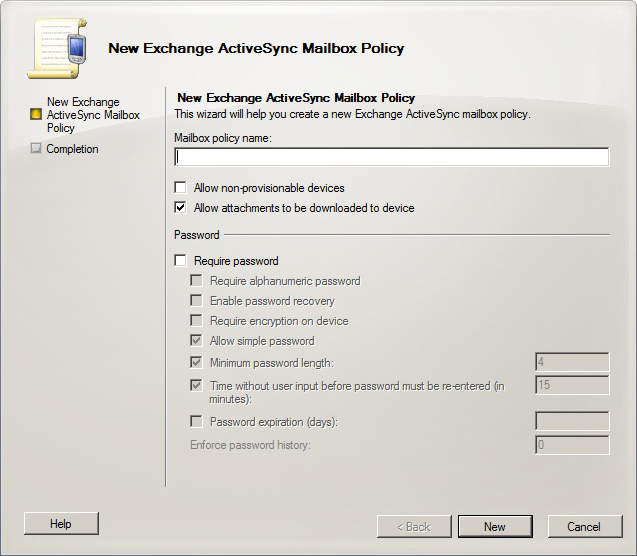 New Exchange ActiveSync Mailbox Policy
New Exchange
ActiveSync Mailbox
Policy
Completion
New Exchange ActiveSync Mailbox Policy
This wizard will help you create a new Exchange ActiveSync mailbox policy.
Mailbox policy name:
Allow non-provisionable devices
Allow attachments to be downloaded to device
Password
Require password
Require alphanumeric password
Enable password recovery
Require encryption on device
Allow simple password
Minimum password length: 4
Time without user input before password must be re-entered (in 15
minutes):
Password expiration (days):
Enforce password history: 0
Help < Back New Cancel